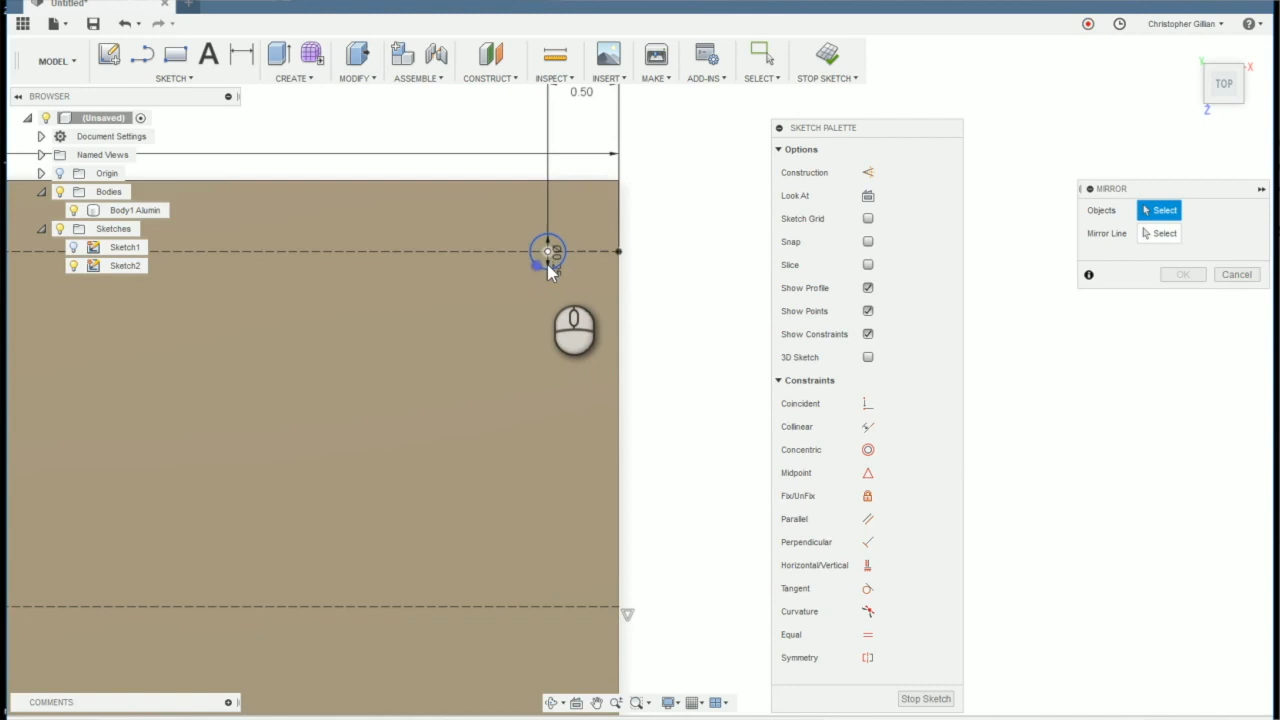 Untitled*
Christopher Gillian
MODEL
SKETCH
CREATE
MODIFY
ASSEMBLE
CONSTRUCT
INSPECT
INSERT
MAKE
ADD-INS
SELECT
STOP SKETCH
X
Y
TOP
Z
BROWSER
(Unsaved)
Document Settings
Named Views
Origin
Bodies
Body1 Alumin
Sketches
Sketch1
Sketch2
0.50
SKETCH PALETTE
Options
Construction
Look At
Sketch Grid
Snap
Slice
Show Profile
Show Points
Show Constraints
3D Sketch
Constraints
Coincident
Collinear
Concentric
Midpoint
Fix/UnFix
Parallel
Perpendicular
Horizontal/Vertical
Tangent
Curvature
Equal
Symmetry
Stop Sketch
MIRROR
Objects
Select
Mirror Line
Select
OK
Cancel
COMMENTS